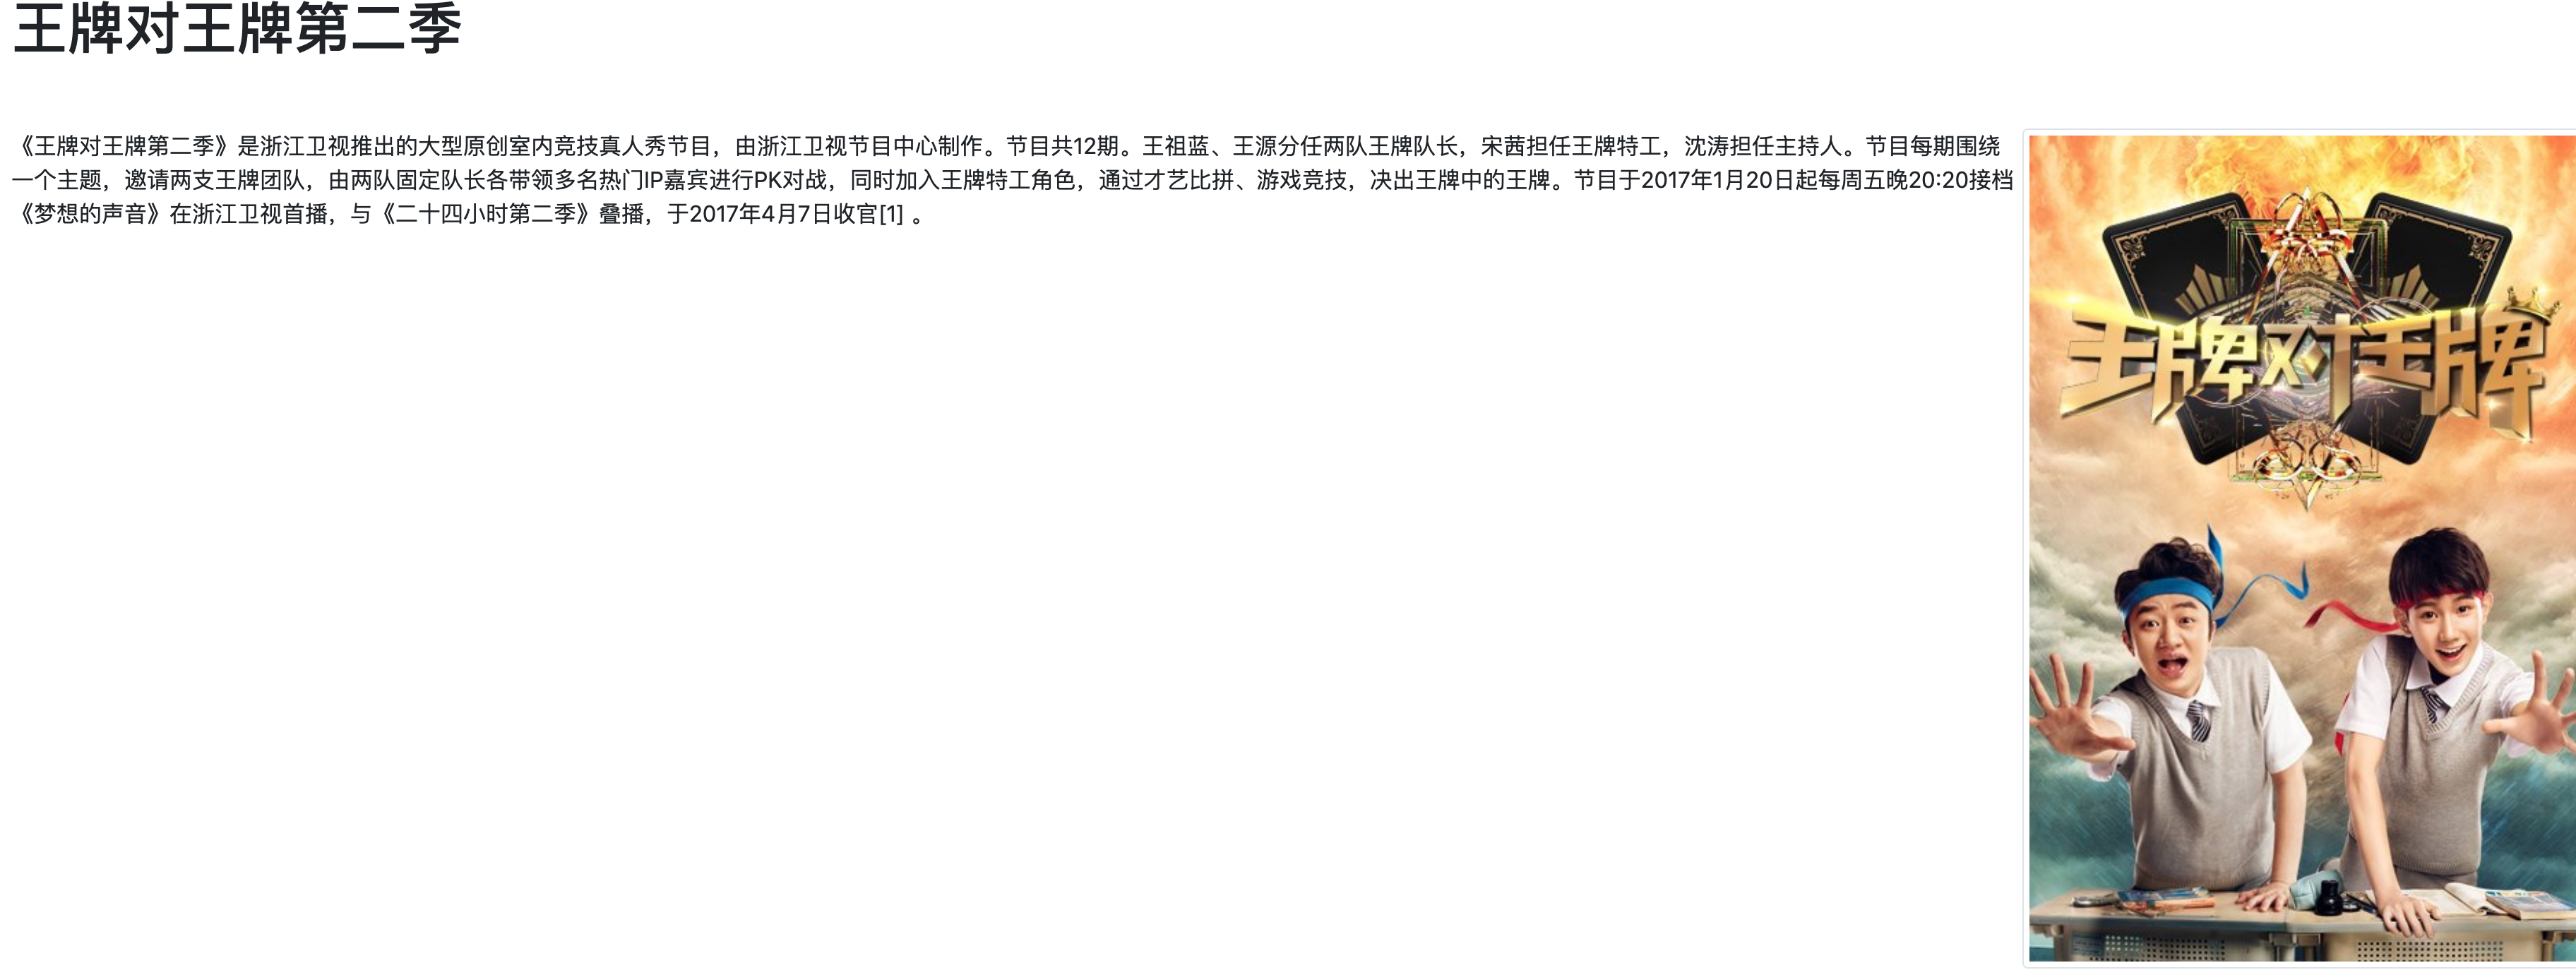 王牌对王牌第二季
《王牌对王牌第二季》是浙江卫视推出的大型原创室内竞技真人秀节目，由浙江卫视节目中心制作。节目共12期。王祖蓝、王源分任两队王牌队长，宋茜担任王牌特工，沈涛担任主持人。节目每期围绕
一个主题，邀请两支王牌团队，由两队固定队长各带领多名热门IP嘉宾进行PK对战，同时加入王牌特工角色，通过才艺比拼、游戏竞技，决出王牌中的王牌。节目于2017年1月20日起每周五晚20:20接档
《梦想的声音》在浙江卫视首播，与《二十四小时第二季》叠播，于2017年4月7日收官[1] 。
王牌对王牌